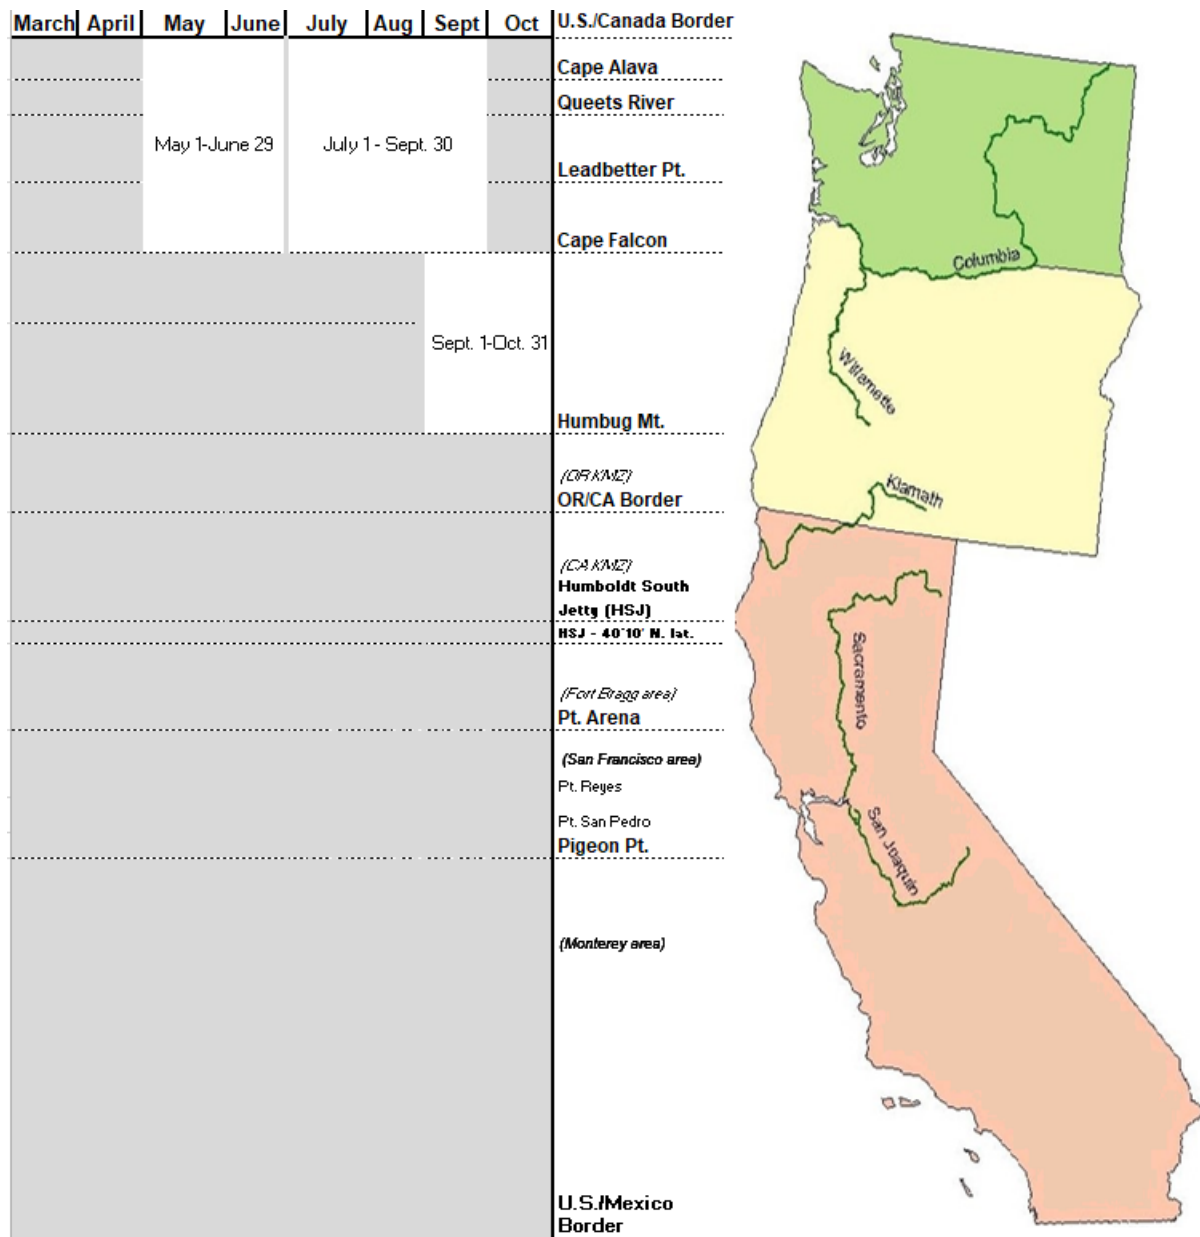 March April May June July Aug Sept Oct
U.S./Canada Border
Cape Alava
Queets River
May 1-June 29
July 1 - Sept. 30
Leadbetter Pt.
Cape Falcon
Sept. 1-Oct. 31
Humbug Mt.
(OR KMZ)
OR/CA Border
(CA KMZ)
Humboldt South
Jetty (HSJ)
HSJ - 40°10' N. lat.
(Fort Bragg area)
Pt. Arena
(San Francisco area)
Pt. Reyes
Pt. San Pedro
Pigeon Pt.
(Monterey area)
U.S./Mexico
Border
Columbia
Willamette
Klamath
Sacramento
San Joaquin